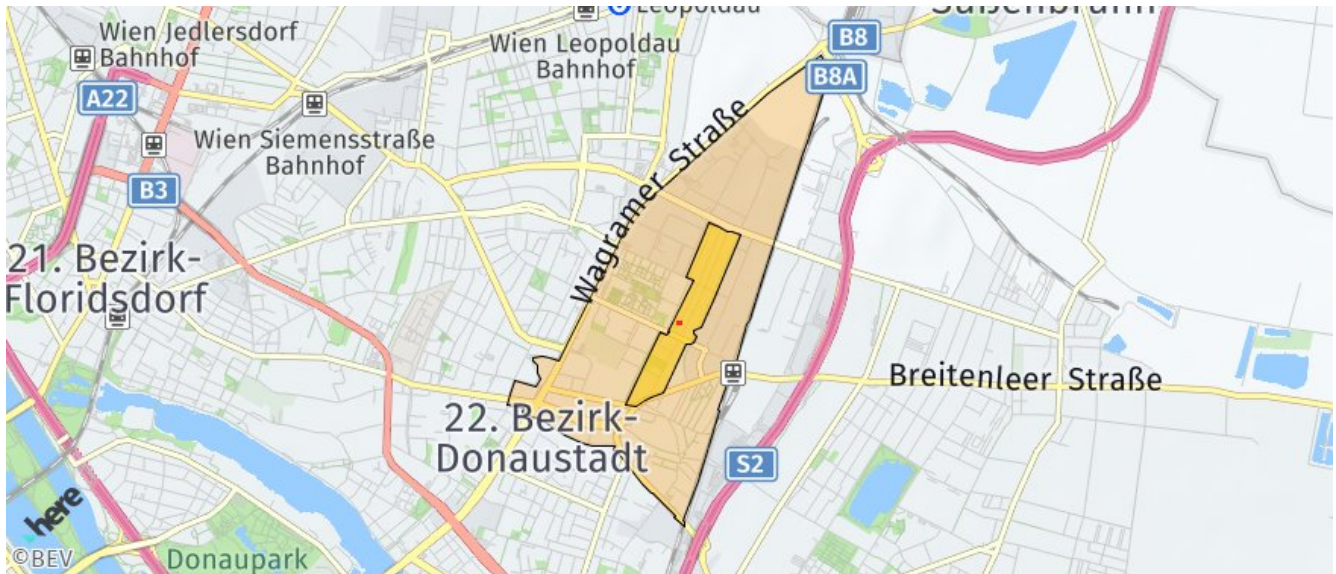 Leopoldau
Wien Jedlersdorf
Bahnhof
Wien Leopoldau
Bahnhof
B8
B8A
A22
Wien Siemensstraße
Bahnhof
B3
Wagramer Straße
21. Bezirk-
Floridsdorf
Breitenleer Straße
22. Bezirk-
Donaustadt
S2
here
©BEV
Donaupark